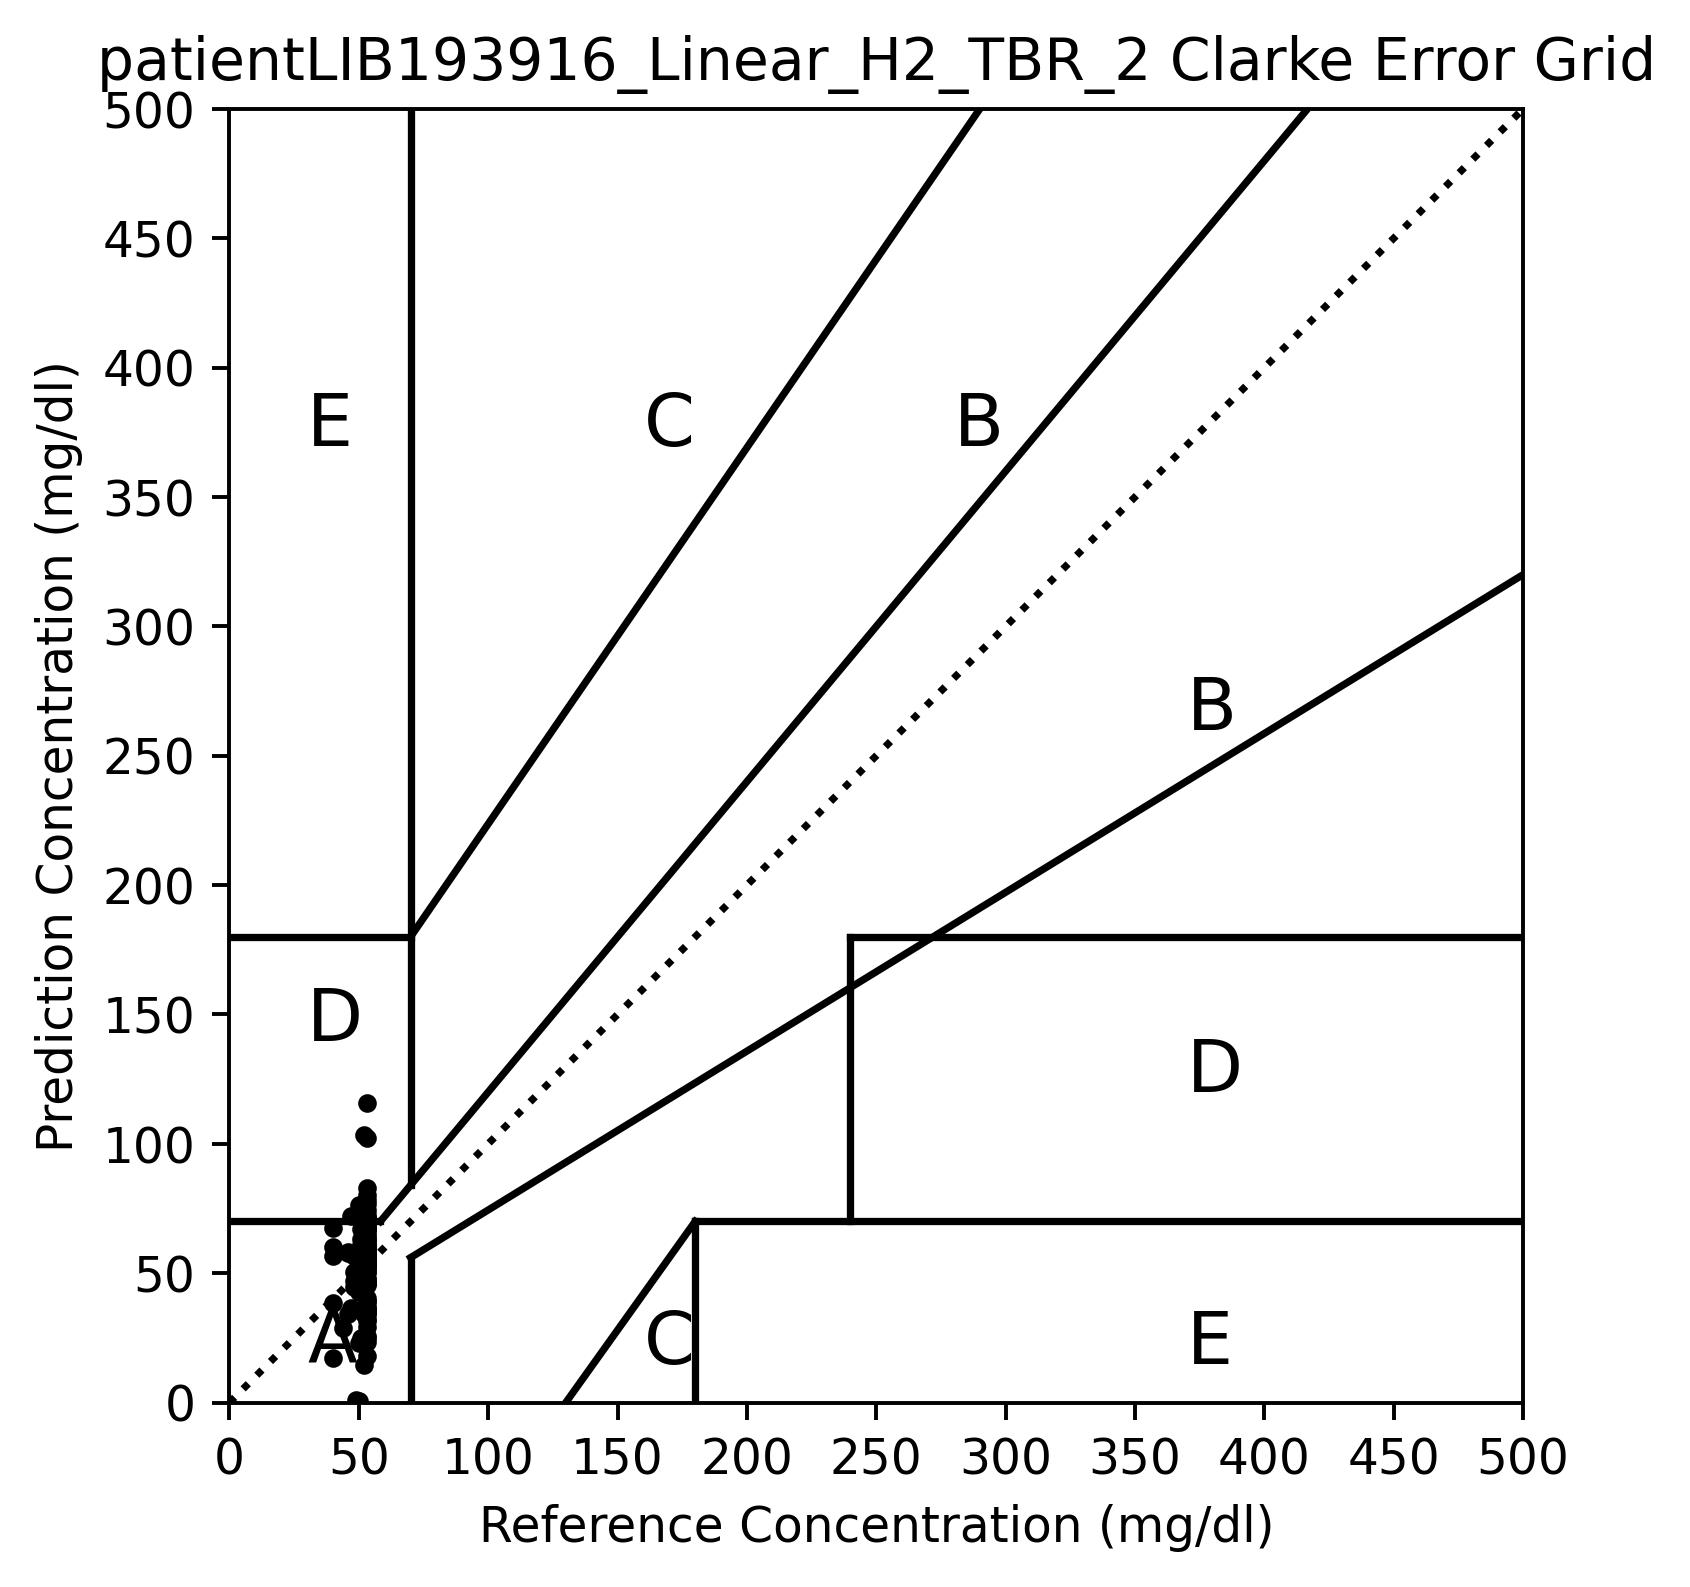 patientLIB193916_Linear_H2_TBR_2 Clarke Error Grid
500
450
400
350
300
250
200
150
100
50
0
Prediction Concentration (mg/dl)
E
C
B
B
D
D
A
C
E
0 50 100 150 200 250 300 350 400 450 500
Reference Concentration (mg/dl)